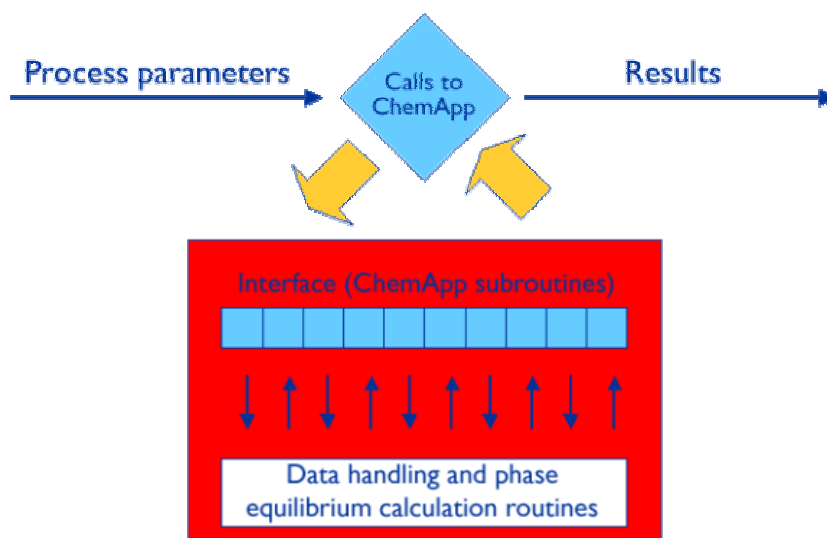 Process parameters
Calls to
ChemApp
Results
Interface (ChemApp subroutines)
Data handling and phase
equilibrium calculation routines